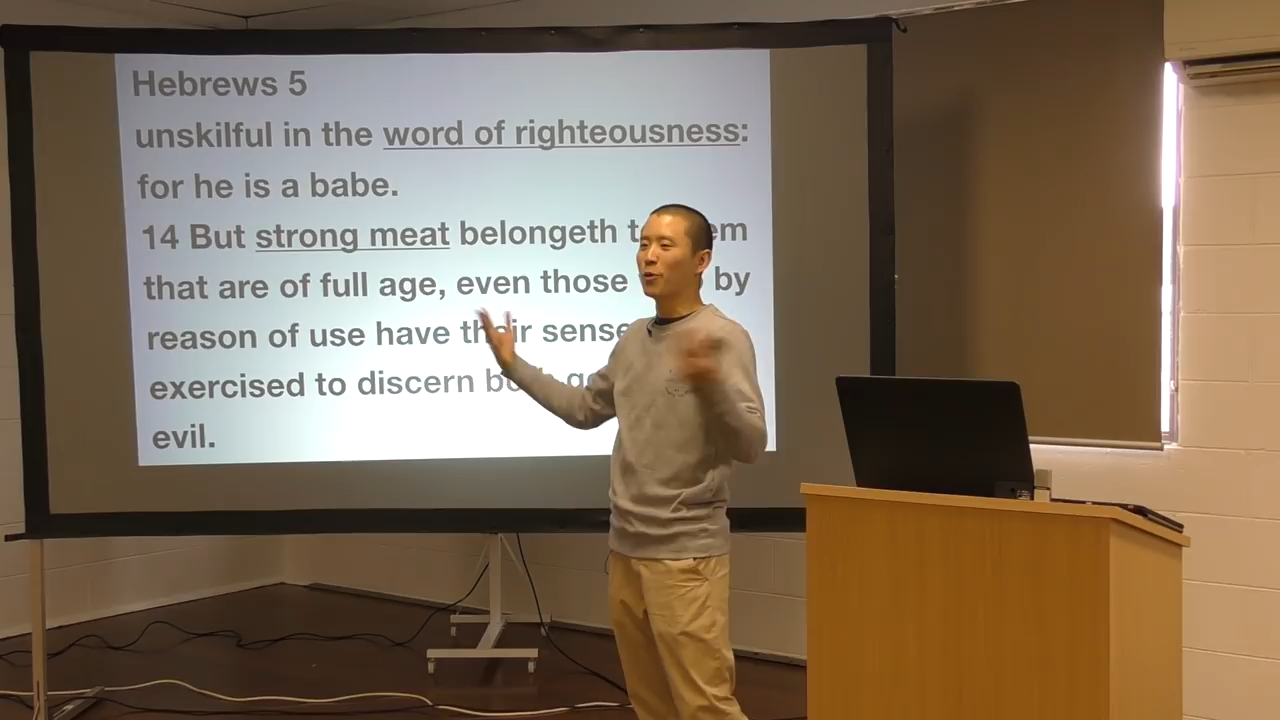 Hebrews 5
unskilful in the word of righteousness:
for he is a babe.
14 But strong meat belongeth
that are of full age, even those by
reason of use have their
exercised to discern
evil.